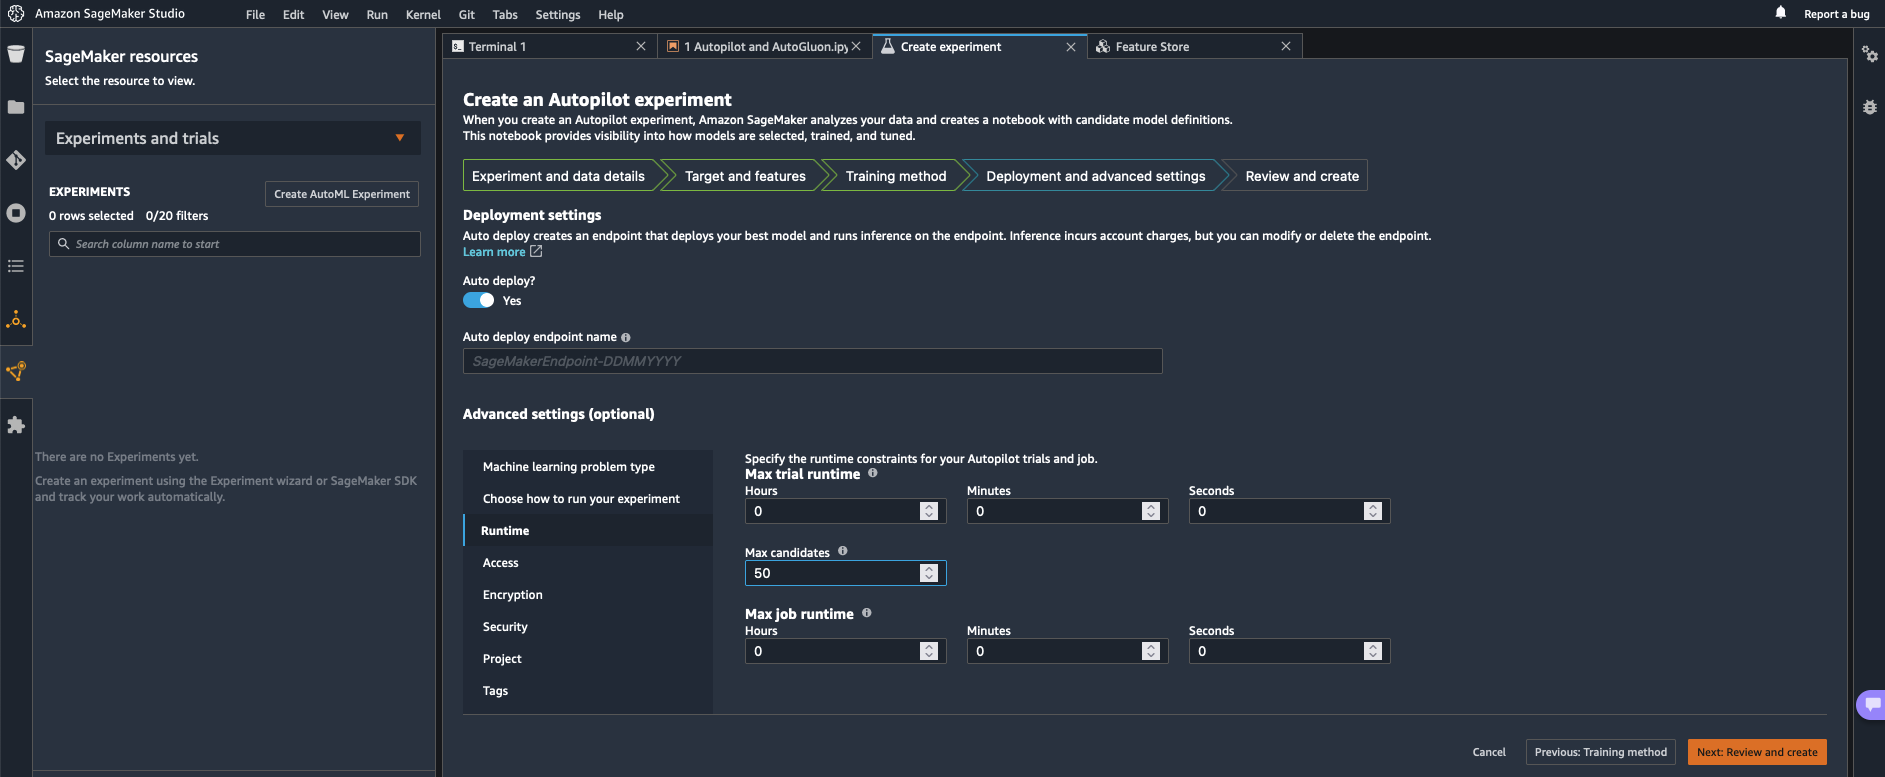 Amazon SageMaker Studio File Edit View Run Kernel Git Tabs Settings Help Report a bug
SageMaker resources
Select the resource to view.
Experiments and trials
EXPERIMENTS
Create AutoML Experiment
0 rows selected 0/20 filters
Search column name to start
There are no Experiments yet.
Create an experiment using the Experiment wizard or SageMaker SDK
and track your work automatically.
Terminal 1 1 Autopilot and AutoGluon.ipy Create experiment Feature Store
Create an Autopilot experiment
When you create an Autopilot experiment, Amazon SageMaker analyzes your data and creates a notebook with candidate model definitions.
This notebook provides visibility into how models are selected, trained, and tuned.
Experiment and data details Target and features Training method Deployment and advanced settings Review and create
Deployment settings
Auto deploy creates an endpoint that deploys your best model and runs inference on the endpoint. Inference incurs account charges, but you can modify or delete the endpoint.
Learn more
Auto deploy?
Yes
Auto deploy endpoint name
SageMakerEndpoint-DDMMYYYY
Advanced settings (optional)
Machine learning problem type
Choose how to run your experiment
Runtime
Access
Encryption
Security
Project
Tags
Specify the runtime constraints for your Autopilot trials and job.
Max trial runtime
Hours Minutes Seconds
0 0 0
Max candidates
50
Max job runtime
Hours Minutes Seconds
0 0 0
Cancel Previous: Training method Next: Review and create